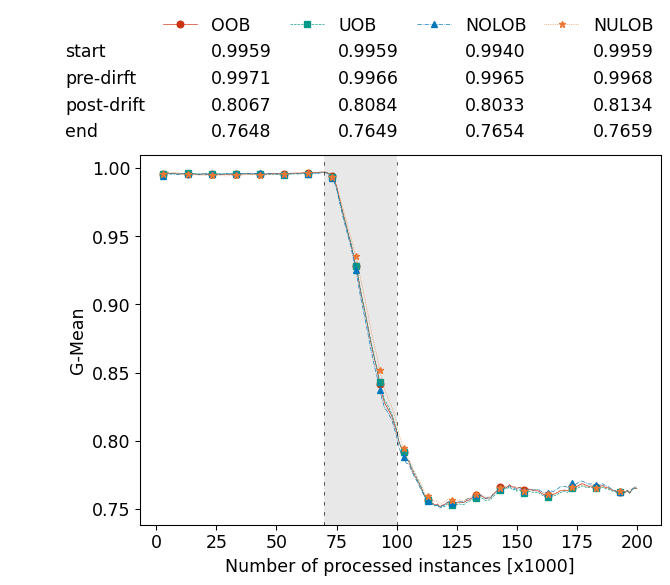 OOB UOB NOLOB NULOB
start 0.9959 0.9959 0.9940 0.9959
pre-dirft 0.9971 0.9966 0.9965 0.9968
post-drift 0.8067 0.8084 0.8033 0.8134
end 0.7648 0.7649 0.7654 0.7659
1.00
0.95
0.90
0.85
0.80
0.75
G-Mean
0 25 50 75 100 125 150 175 200
Number of processed instances [x1000]